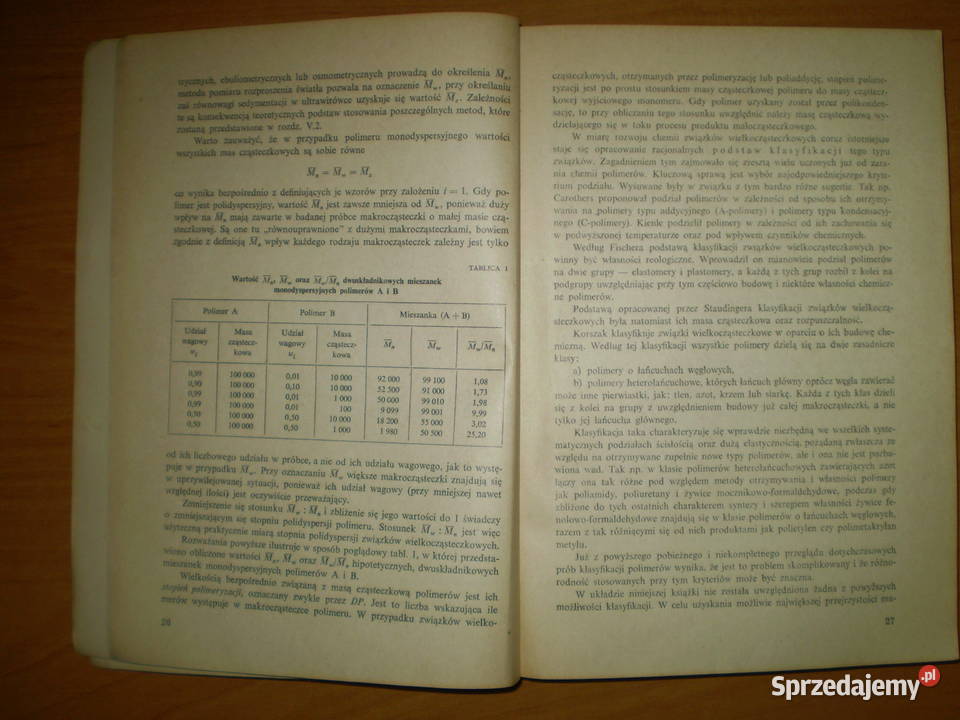 trycznych, ebuliometrycznych lub osmometrycznych prowadzą do określenia M̅ₙ,
metoda pomiaru rozproszenia światła pozwala na oznaczenie M̅w, przy określaniu
zaś równowagi sedymentacji w ultrawirówce uzyskuje się wartość M̅z. Zależności
te są konsekwencją teoretycznych podstaw stosowania poszczególnych metod, które
zostaną przedstawione w rozdz. V.2.
Warto zauważyć, że w przypadku polimeru monodyspersyjnego wartości
wszystkich mas cząsteczkowych są sobie równe
M̅ₙ = M̅w = M̅z
co wynika bezpośrednio z definiujących je wzorów przy założeniu i = 1. Gdy po-
limer jest polidyspersyjny, wartość M̅ₙ jest zawsze mniejsza od M̅w, ponieważ duży
wpływ na M̅ₙ mają zawarte w badanej próbce makrocząsteczki o małej masie czą-
steczkowej. Są one tu „równouprawnione" z dużymi makrocząsteczkami, bowiem
zgodnie z definicją M̅ₙ wpływ każdego rodzaju makrocząsteczek zależny jest tylko
TABLICA 1
Wartość M̅ₙ, M̅w oraz M̅w/M̅ₙ dwuskładnikowych mieszanek
monodyspersyjnych polimerów A i B
Polimer A Polimer B Mieszanka (A + B)
Udział wagowy Masa cząstecz-kowa Udział wagowy Masa cząstecz-kowa M̅ₙ M̅w M̅w/M̅ₙ
0,99 100 000 0,01 10 000 92 000 99 100 1,08
0,90 100 000 0,10 10 000 52 500 91 000 1,73
0,99 100 000 0,01 1 000 50 000 99 010 1,98
0,99 100 000 0,01 100 9 099 99 001 9,99
0,50 100 000 0,50 10 000 18 200 55 000 3,02
0,50 100 000 0,50 1 000 1 980 50 500 25,20
od ich liczbowego udziału w próbce, a nie od ich udziału wagowego, jak to wystę-
puje w przypadku M̅w. Przy oznaczaniu M̅w większe makrocząsteczki znajdują się
w uprzywilejowanej sytuacji, ponieważ ich udział wagowy (przy mniejszej nawet
względnej ilości) jest oczywiście przeważający.
Zmniejszenie się stosunku M̅w : M̅ₙ i zbliżenie się jego wartości do 1 świadczy
o zmniejszającym się stopniu polidyspersji polimeru. Stosunek M̅w : M̅ₙ jest więc
użyteczną praktycznie miarą stopnia polidyspersji związków wielkocząsteczkowych.
Rozważania powyższe ilustruje w sposób poglądowy tabl. 1, w której przedsta-
wiono obliczone wartości M̅ₙ, M̅w oraz M̅w/M̅ₙ hipotetycznych, dwuskładnikowych
mieszanek monodyspersyjnych polimerów A i B.
Wielkością bezpośrednio związaną z masą cząsteczkową polimerów jest ich
stopień polimeryzacji, oznaczany zwykle przez DP. Jest to liczba wskazująca ile
merów występuje w makrocząsteczce polimeru. W przypadku związków wielko-
26
cząsteczkowych, otrzymanych przez polimeryzację lub poliaddycję, stopień polime-
ryzacji jest po prostu stosunkiem masy cząsteczkowej polimeru do masy cząstecz-
kowej wyjściowego monomeru. Gdy polimer uzyskany został przez polikonden-
sację, to przy obliczaniu tego stosunku uwzględnić należy masę cząsteczkową wy-
dzielającego się w toku procesu produktu małocząsteczkowego.
W miarę rozwoju chemii związków wielkocząsteczkowych coraz istotniejsze
staje się opracowanie racjonalnych podstaw klasyfikacji tego typu
związków. Zagadnieniem tym zajmowało się zresztą wielu uczonych już od zara-
nia chemii polimerów. Kluczową sprawą jest wybór najodpowiedniejszego kryte-
rium podziału. Wysuwane były w związku z tym bardzo różne sugestie. Tak np.
Carothers proponował podział polimerów w zależności od sposobu ich otrzymy-
wania na polimery typu addycyjnego (A-polimery) i polimery typu kondensacyj-
nego (C-polimery). Kienle podzielił polimery w zależności od ich zachowania się
w podwyższonej temperaturze oraz pod wpływem czynników chemicznych.
Według Fischera podstawą klasyfikacji związków wielkocząsteczkowych po-
winny być własności reologiczne. Wprowadził on mianowicie podział polimerów
na dwie grupy — elastomery i plastomery, a każdą z tych grup rozbił z kolei na
podgrupy uwzględniając przy tym częściowo budowę i niektóre własności chemicz-
ne polimerów.
Podstawą opracowanej przez Staudingera klasyfikacji związków wielkoczą-
steczkowych była natomiast ich masa cząsteczkowa oraz rozpuszczalność.
Korszak klasyfikuje związki wielkocząsteczkowe w oparciu o ich budowę che-
miczną. Według tej klasyfikacji wszystkie polimery dzielą się na dwie zasadnicze
klasy:
a) polimery o łańcuchach węglowych,
b) polimery heterołańcuchowe, których łańcuch główny oprócz węgla zawierać
może inne pierwiastki, jak: tlen, azot, krzem lub siarkę. Każda z tych klas dzieli
się z kolei na grupy z uwzględnieniem budowy już całej makrocząsteczki, a nie
tylko jej łańcucha głównego.
Klasyfikacja taka charakteryzuje się wprawdzie niezbędną we wszelkich syste-
matycznych podziałach ścisłością oraz dużą elastycznością, pożądaną zwłaszcza ze
względu na otrzymywane zupełnie nowe typy polimerów, ale i ona nie jest pozba-
wiona wad. Tak np. w klasie polimerów heterołańcuchowych zawierających azot
łączy ona tak różne pod względem metody otrzymywania i własności polimery
jak poliamidy, poliuretany i żywice mocznikowo-formaldehydowe, podczas gdy
zbliżone do tych ostatnich charakterem syntezy i szeregiem własności żywice fe-
nolowo-formaldehydowe znajdują się w klasie polimerów o łańcuchach węglowych,
razem z tak różniącymi się od nich produktami jak polietylen czy polimetakrylan
metylu.
Już z powyższego pobieżnego i niekompletnego przeglądu dotychczasowych
prób klasyfikacji polimerów wynika, że jest to problem skomplikowany i że różno-
rodność stosowanych przy tym kryteriów może być znaczna.
W układzie niniejszej książki nie została uwzględniona żadna z powyższych
możliwości klasyfikacji. W celu uzyskania możliwie największej przejrzystości ma-
27
Sprzedajemy.pl